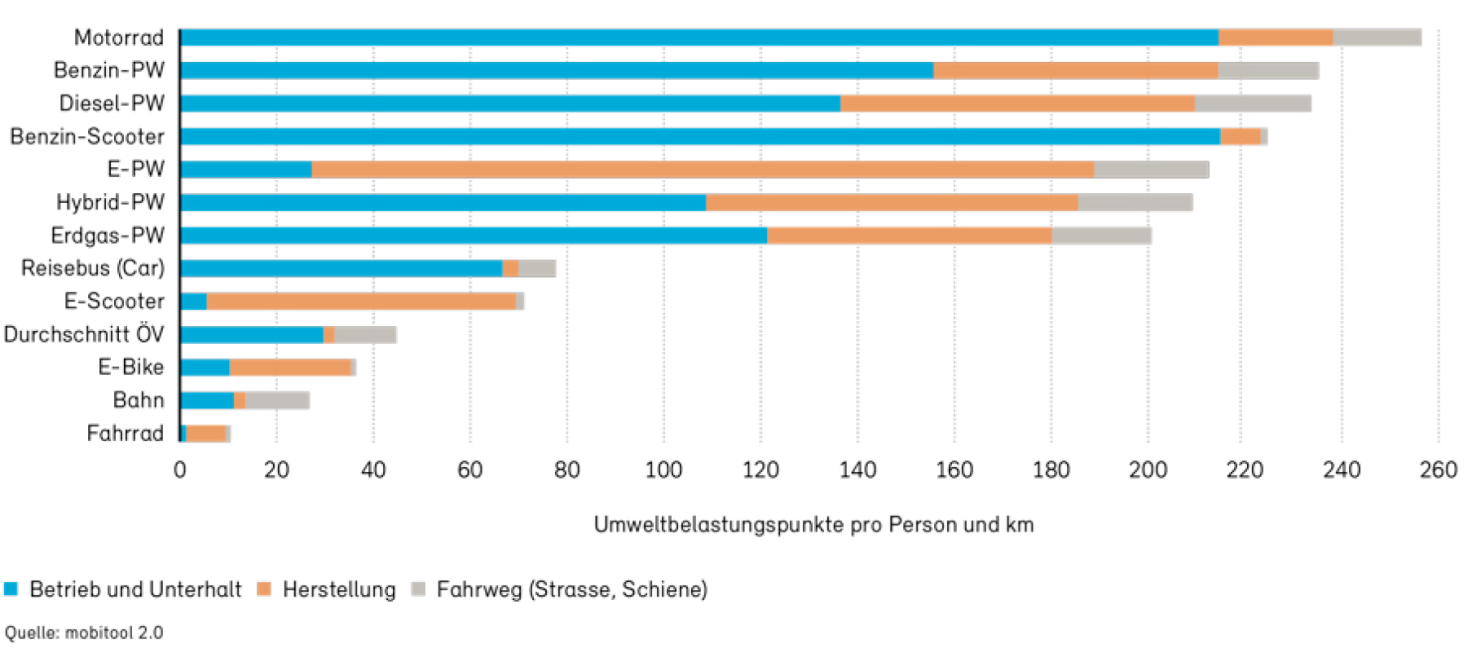 Motorrad
Benzin-PW
Diesel-PW
Benzin-Scooter
E-PW
Hybrid-PW
Erdgas-PW
Reisebus (Car)
E-Scooter
Durchschnitt ÖV
E-Bike
Bahn
Fahrrad
0 20 40 60 80 100 120 140 160 180 200 220 240 260
Umweltbelastungspunkte pro Person und km
Betrieb und Unterhalt Herstellung Fahrweg (Strasse, Schiene)
Quelle: mobitool 2.0